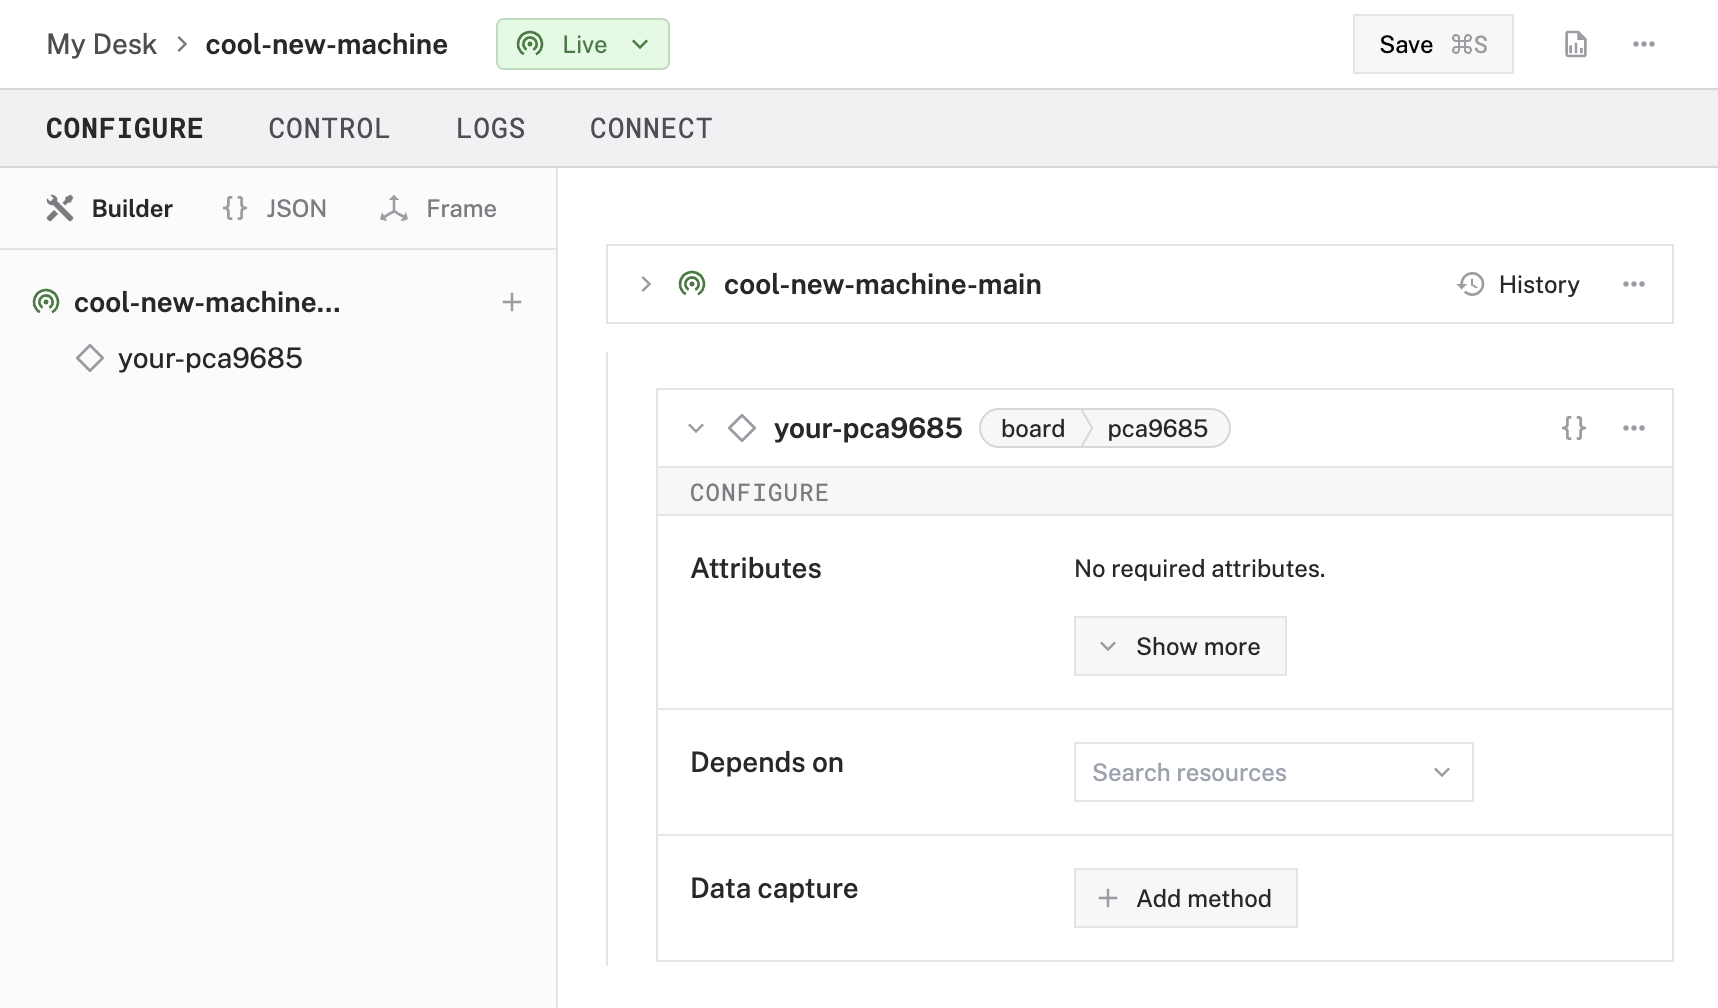 My Desk > cool-new-machine Live Save ⌘S
CONFIGURE CONTROL LOGS CONNECT
Builder {} JSON Frame
cool-new-machine... +
your-pca9685
cool-new-machine-main History ...
your-pca9685 board pca9685 {} ...
CONFIGURE
Attributes No required attributes.
Show more
Depends on Search resources
Data capture + Add method